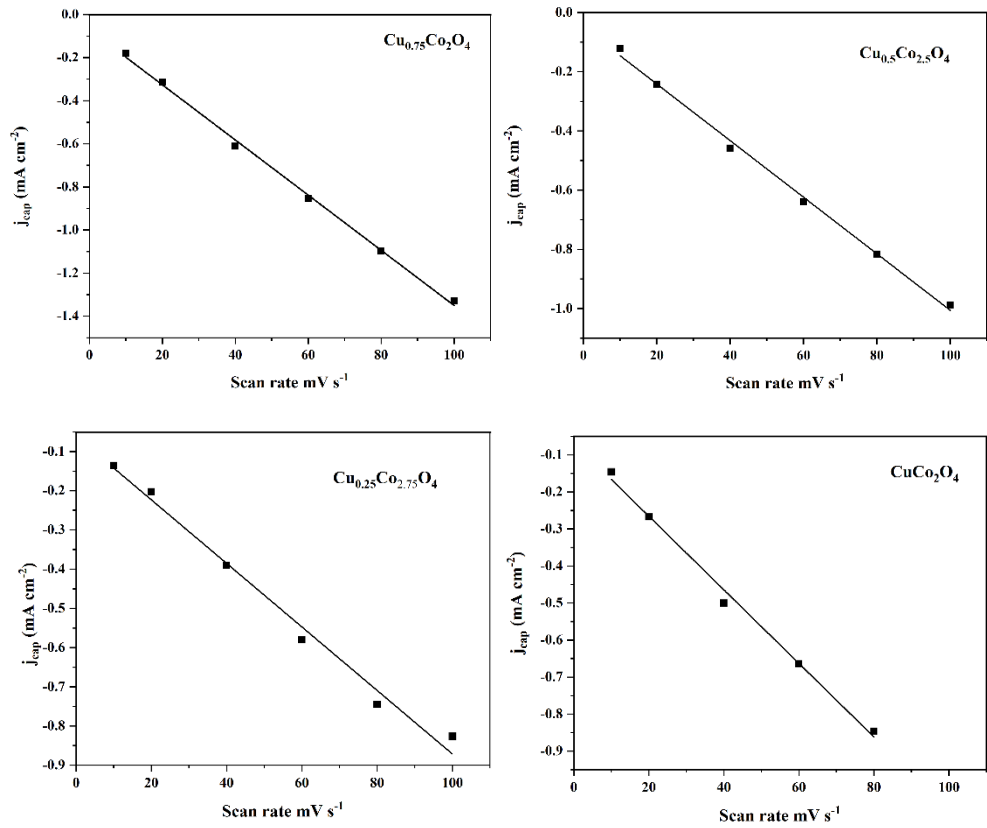 Cu₀.₇₅Co₂O₄
j_cap (mA cm⁻²)
0.0
-0.2
-0.4
-0.6
-0.8
-1.0
-1.2
-1.4
0 20 40 60 80 100
Scan rate mV s⁻¹
Cu₀.₅Co₂.₅O₄
j_cap (mA cm⁻²)
0.0
-0.2
-0.4
-0.6
-0.8
-1.0
0 20 40 60 80 100
Scan rate mV s⁻¹
Cu₀.₂₅Co₂.₇₅O₄
j_cap (mA cm⁻²)
-0.1
-0.2
-0.3
-0.4
-0.5
-0.6
-0.7
-0.8
-0.9
0 20 40 60 80 100
Scan rate mV s⁻¹
CuCo₂O₄
j_cap (mA cm⁻²)
-0.1
-0.2
-0.3
-0.4
-0.5
-0.6
-0.7
-0.8
-0.9
0 20 40 60 80 100
Scan rate mV s⁻¹